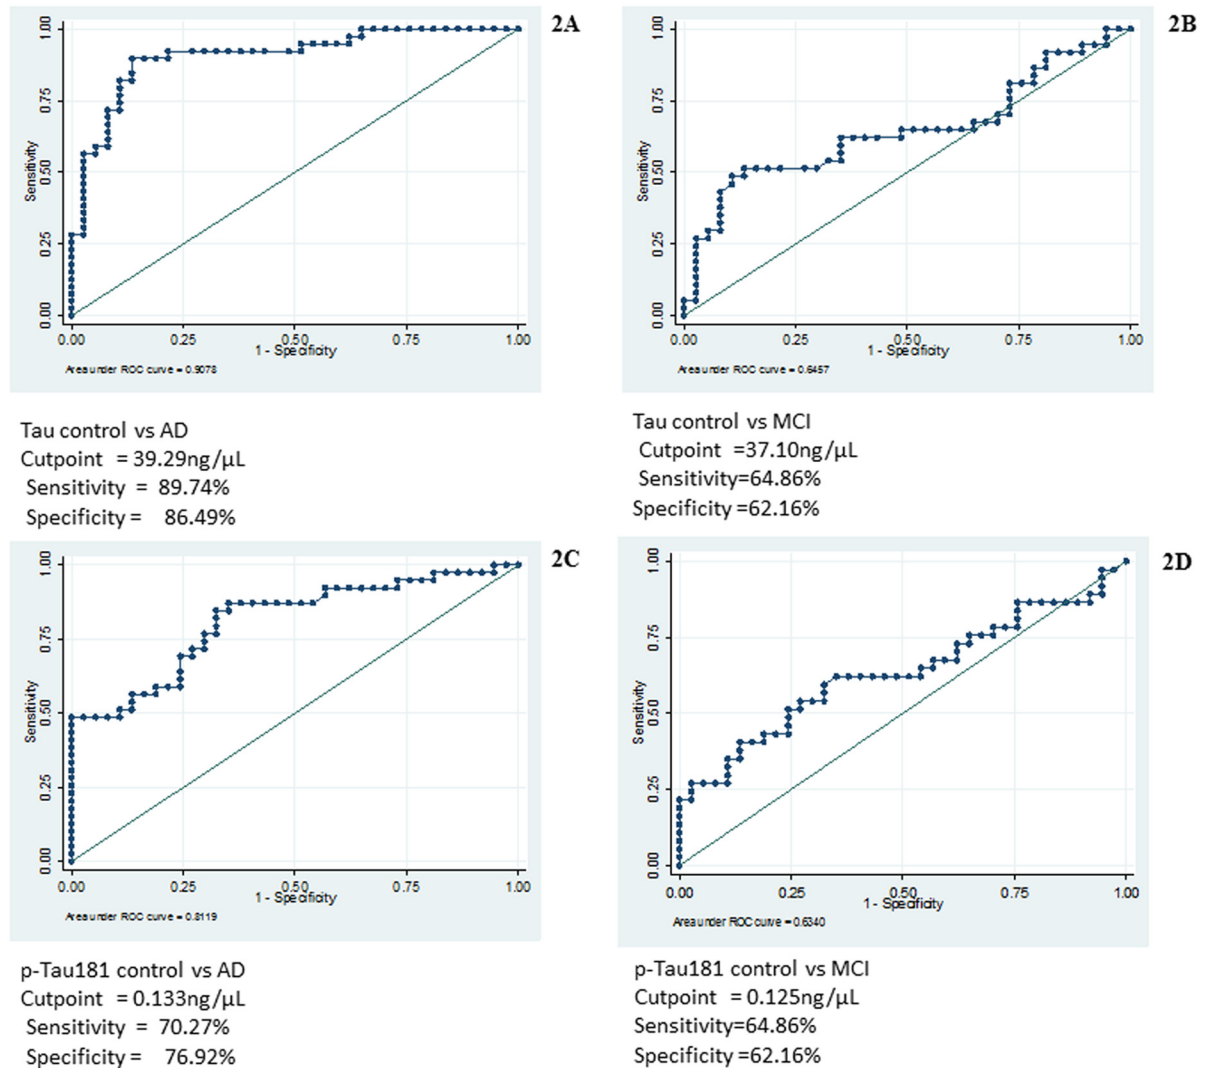 2A
1.00
0.75
0.50
0.25
0.00
Sensitivity
0.00 0.25 0.50 0.75 1.00
1 - Specificity
Area under ROC curve = 0.9078
Tau control vs AD
Cutpoint = 39.29ng/µL
Sensitivity = 89.74%
Specificity = 86.49%
2B
1.00
0.75
0.50
0.25
0.00
Sensitivity
0.00 0.25 0.50 0.75 1.00
1 - Specificity
Area under ROC curve = 0.6457
Tau control vs MCI
Cutpoint =37.10ng/µL
Sensitivity=64.86%
Specificity=62.16%
2C
1.00
0.75
0.50
0.25
0.00
Sensitivity
0.00 0.25 0.50 0.75 1.00
1 - Specificity
Area under ROC curve = 0.8119
p-Tau181 control vs AD
Cutpoint = 0.133ng/µL
Sensitivity = 70.27%
Specificity = 76.92%
2D
1.00
0.75
0.50
0.25
0.00
Sensitivity
0.00 0.25 0.50 0.75 1.00
1 - Specificity
Area under ROC curve = 0.6340
p-Tau181 control vs MCI
Cutpoint = 0.125ng/µL
Sensitivity=64.86%
Specificity =62.16%